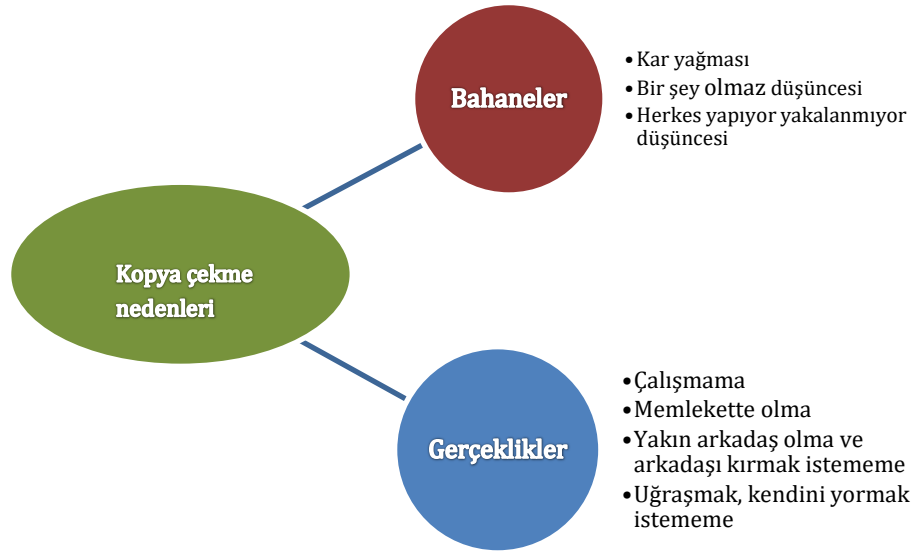 Bahaneler
• Kar yağması
• Bir şey olmaz düşüncesi
• Herkes yapıyor yakalanmıyor
düşüncesi
Kopya çekme
nedenleri
Gerçeklikler
• Çalışmama
• Memlekette olma
• Yakın arkadaş olma ve
arkadaşı kırmak istememe
• Uğraşmak, kendini yormak
istememe